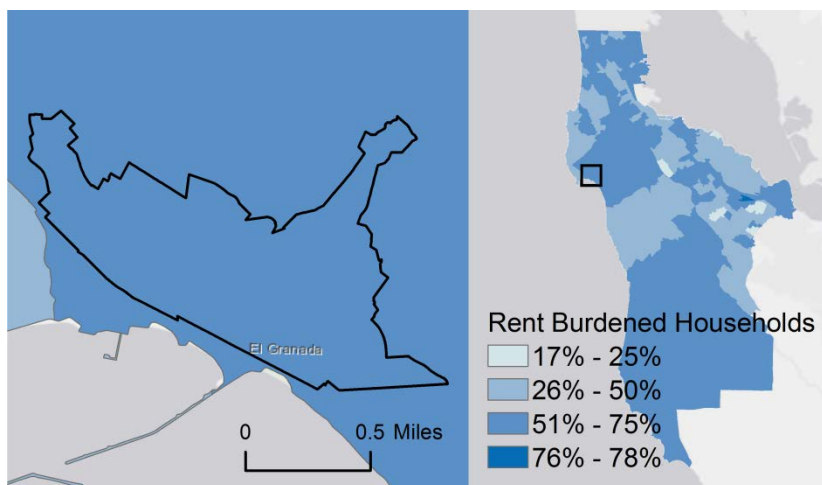 El Granada
0 0.5 Miles
Rent Burdened Households
17% - 25%
26% - 50%
51% - 75%
76% - 78%